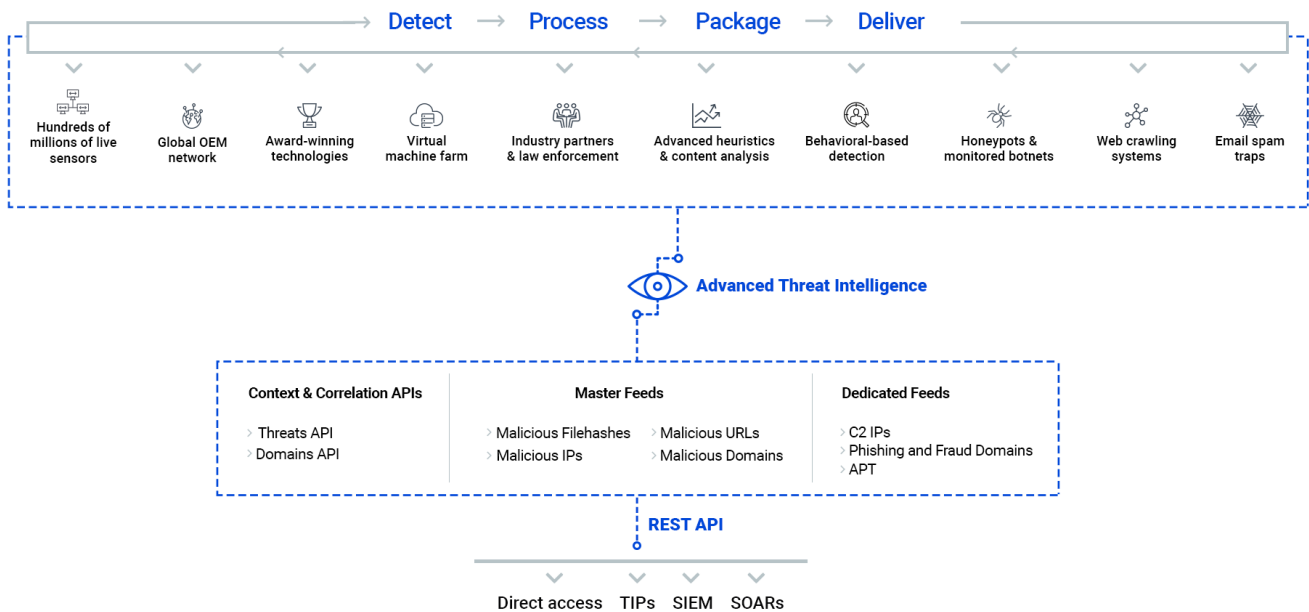 Detect Process Package Deliver
Hundreds of
millions of live
sensors
Global OEM
network
Award-winning
technologies
Virtual
machine farm
Industry partners
& law enforcement
Advanced heuristics
& content analysis
Behavioral-based
detection
Honeypots &
monitored botnets
Web crawling
systems
Email spam
traps
Advanced Threat Intelligence
Context & Correlation APIs
Threats API
Domains API
Master Feeds
Malicious Filehashes
Malicious IPs
Malicious URLs
Malicious Domains
Dedicated Feeds
C2 IPs
Phishing and Fraud Domains
APT
REST API
Direct access TIPs SIEM SOARs